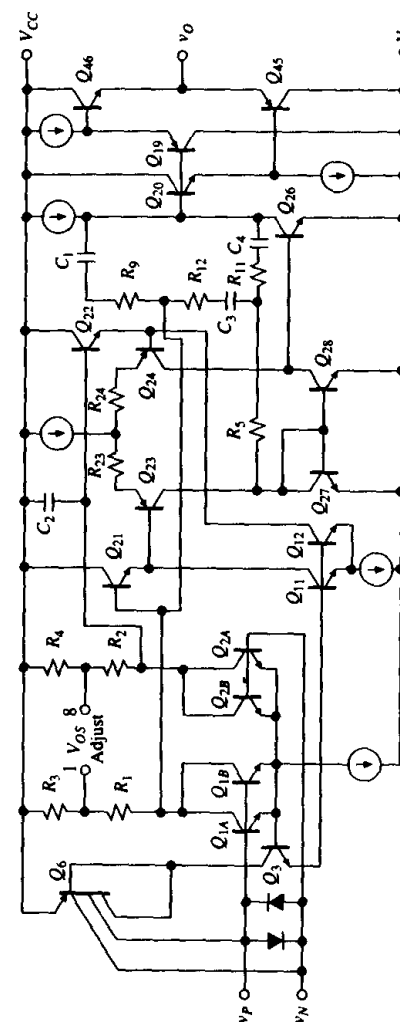 V_CC
v_O
Q_46
Q_45
Q_19
Q_20
C_1
C_4
Q_26
R_9
R_12
R_11
C_3
Q_22
Q_24
Q_28
R_24
R_23
R_5
C_2
Q_23
Q_27
Q_21
Q_12
Q_11
R_4
R_2
Q_2A
Q_2B
1 V_OS 8
Adjust
R_3
R_1
Q_1B
Q_1A
Q_6
Q_3
v_P
v_N